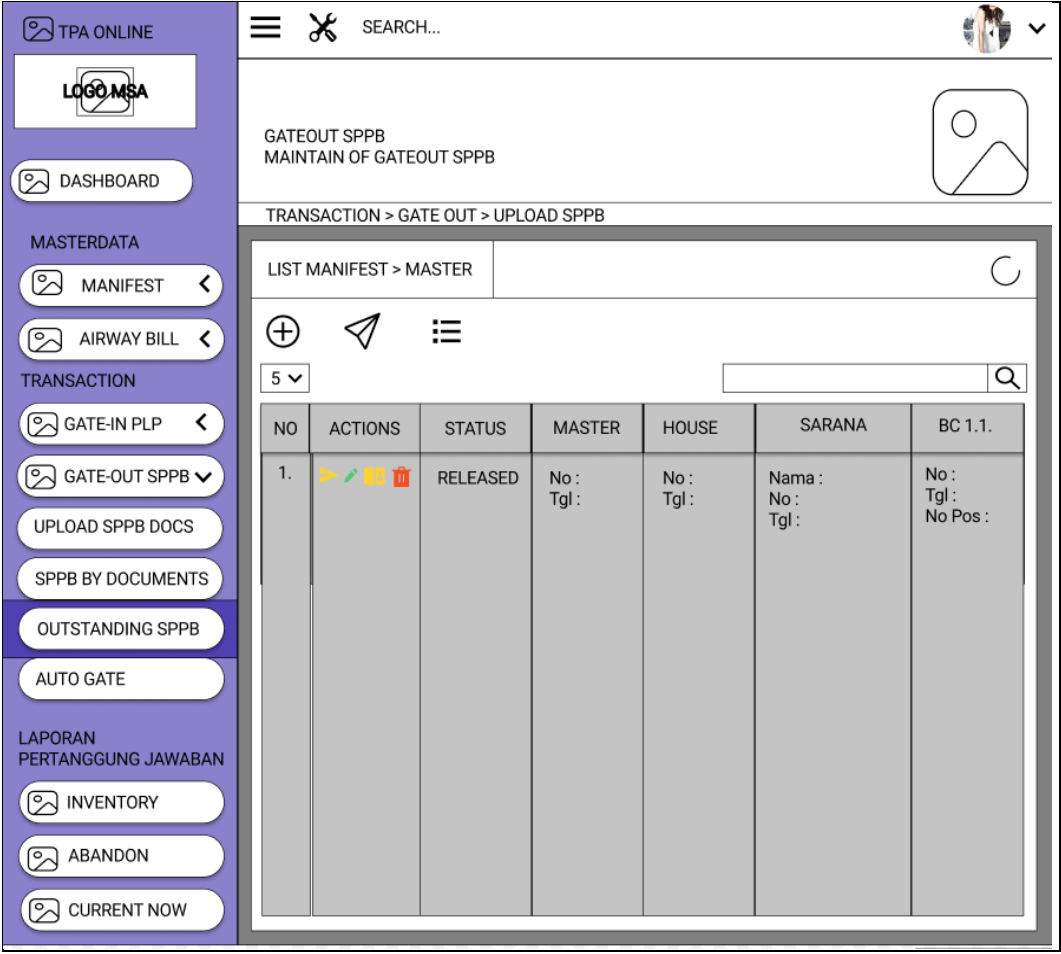 TPA ONLINE
LOGO MSA
DASHBOARD
MASTERDATA
MANIFEST
AIRWAY BILL
TRANSACTION
GATE-IN PLP
GATE-OUT SPPB
UPLOAD SPPB DOCS
SPPB BY DOCUMENTS
OUTSTANDING SPPB
AUTO GATE
LAPORAN
PERTANGGUNG JAWABAN
INVENTORY
ABANDON
CURRENT NOW
SEARCH...
GATEOUT SPPB
MAINTAIN OF GATEOUT SPPB
TRANSACTION > GATE OUT > UPLOAD SPPB
LIST MANIFEST > MASTER
5
NO ACTIONS STATUS MASTER HOUSE SARANA BC 1.1.
1. RELEASED No : No : Nama : No :
Tgl : Tgl : No : Tgl :
Tgl : No Pos :